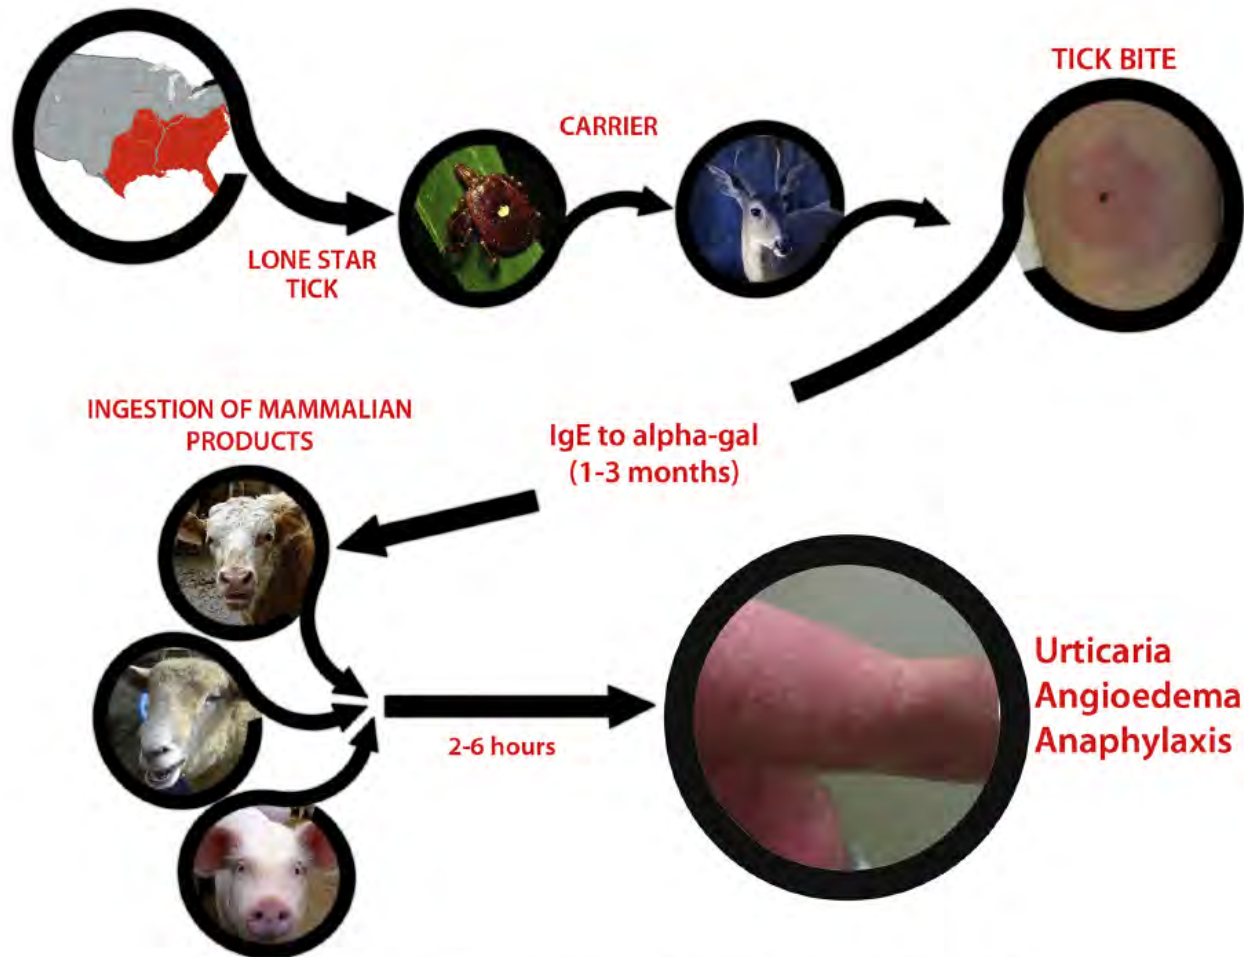 TICK BITE
CARRIER
LONE STAR
TICK
INGESTION OF MAMMALIAN
PRODUCTS
IgE to alpha-gal
(1-3 months)
2-6 hours
Urticaria
Angioedema
Anaphylaxis